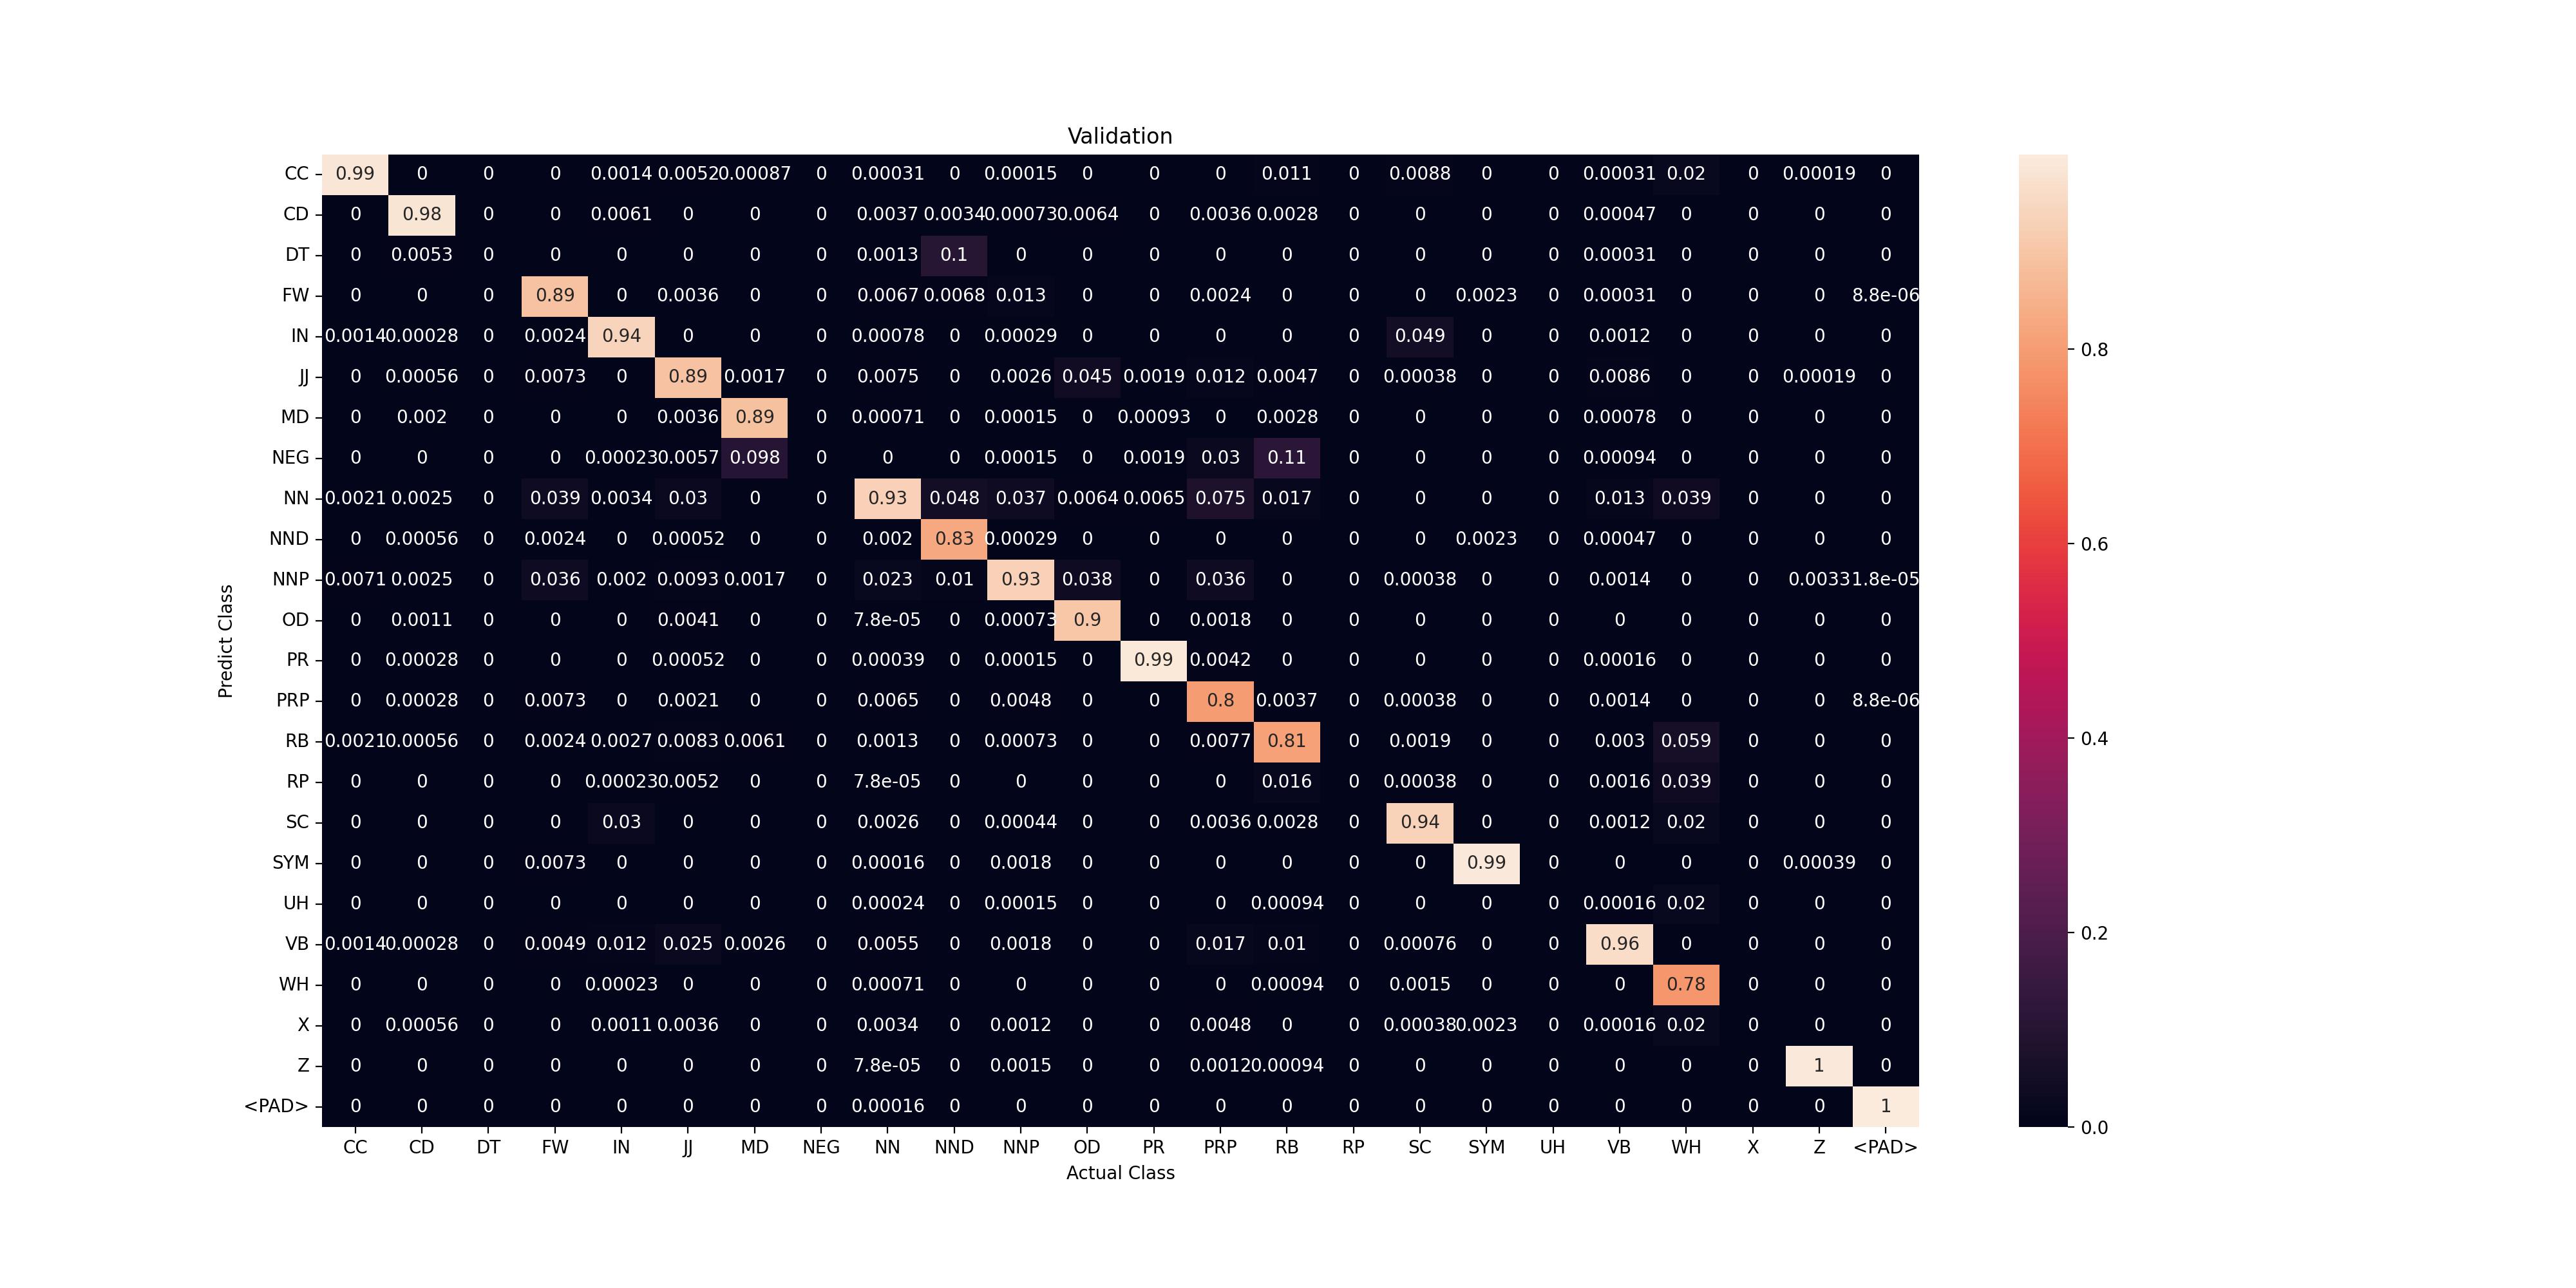 Validation
CC 0.99 0 0 0 0.0014 0.0052 0.00087 0 0.00031 0 0.00015 0 0 0 0.011 0 0.0088 0 0 0.00031 0.02 0 0.00019 0
CD 0 0.98 0 0 0.0061 0 0 0 0.0037 0.0034 0.00073 0.0064 0 0.0036 0.0028 0 0 0 0 0.00047 0 0 0 0
DT 0 0.0053 0 0 0 0 0 0 0.0013 0.1 0 0 0 0 0 0 0 0 0 0.00031 0 0 0 0
FW 0 0 0 0.89 0 0.0036 0 0 0.0067 0.0068 0.013 0 0 0.0024 0 0 0 0.0023 0 0.00031 0 0 0 8.8e-06
IN 0.0014 0.00028 0 0.0024 0.94 0 0 0 0.00078 0 0.00029 0 0 0 0 0 0.049 0 0 0.0012 0 0 0 0
JJ 0 0.00056 0 0.0073 0 0.89 0.0017 0 0.0075 0 0.0026 0.045 0.0019 0.012 0.0047 0 0.00038 0 0 0.0086 0 0 0.00019 0
MD 0 0.002 0 0 0 0.0036 0.89 0 0.00071 0 0.00015 0 0.00093 0 0.0028 0 0 0 0 0.00078 0 0 0 0
NEG 0 0 0 0 0.00023 0.0057 0.098 0 0 0 0.00015 0 0.0019 0.03 0.11 0 0 0 0 0.00094 0 0 0 0
NN 0.0021 0.0025 0 0.039 0.0034 0.03 0 0 0.93 0.048 0.037 0.0064 0.0065 0.075 0.017 0 0 0 0 0.013 0.039 0 0 0
NND 0 0.00056 0 0.0024 0 0.00052 0 0 0.002 0.83 0.00029 0 0 0 0 0 0 0.0023 0 0.00047 0 0 0 0
NNP 0.0071 0.0025 0 0.036 0.002 0.0093 0.0017 0 0.023 0.01 0.93 0.038 0 0.036 0 0 0.00038 0 0 0.0014 0 0 0.0033 1.8e-05
OD 0 0.0011 0 0 0 0.0041 0 0 7.8e-05 0 0.00073 0.9 0 0.0018 0 0 0 0 0 0 0 0 0 0
PR 0 0.00028 0 0 0 0.00052 0 0 0.00039 0 0.00015 0 0.99 0.0042 0 0 0 0 0 0.00016 0 0 0 0
PRP 0 0.00028 0 0.0073 0 0.0021 0 0 0.0065 0 0.0048 0 0 0.8 0.0037 0 0.00038 0 0 0.0014 0 0 0 8.8e-06
RB 0.0021 0.00056 0 0.0024 0.0027 0.0083 0.0061 0 0.0013 0 0.00073 0 0 0.0077 0.81 0 0.0019 0 0 0.003 0.059 0 0 0
RP 0 0 0 0 0.00023 0.0052 0 0 7.8e-05 0 0 0 0 0 0.016 0 0.00038 0 0 0.0016 0.039 0 0 0
SC 0 0 0 0 0.03 0 0 0 0.0026 0 0.00044 0 0 0.0036 0.0028 0 0.94 0 0 0.0012 0.02 0 0 0
SYM 0 0 0 0.0073 0 0 0 0 0.00016 0 0.0018 0 0 0 0 0 0 0.99 0 0 0 0 0.00039 0
UH 0 0 0 0 0 0 0 0 0.00024 0 0.00015 0 0 0 0.00094 0 0 0 0 0.00016 0.02 0 0 0
VB 0.0014 0.00028 0 0.0049 0.012 0.025 0.0026 0 0.0055 0 0.0018 0 0 0.017 0.01 0 0.00076 0 0 0.96 0 0 0 0
WH 0 0 0 0 0.00023 0 0 0 0.00071 0 0 0 0 0 0.00094 0 0.0015 0 0 0 0.78 0 0 0
X 0 0.00056 0 0 0.0011 0.0036 0 0 0.0034 0 0.0012 0 0 0.0048 0 0 0.00038 0.0023 0 0.00016 0.02 0 0 0
Z 0 0 0 0 0 0 0 0 7.8e-05 0 0.0015 0 0 0.0012 0.00094 0 0 0 0 0 0 0 1 0
<PAD> 0 0 0 0 0 0 0 0 0.00016 0 0 0 0 0 0 0 0 0 0 0 0 0 0 1
CC CD DT FW IN JJ MD NEG NN NND NNP OD PR PRP RB RP SC SYM UH VB WH X Z <PAD>
Actual Class
Predict Class
0.8
0.6
0.4
0.2
0.0